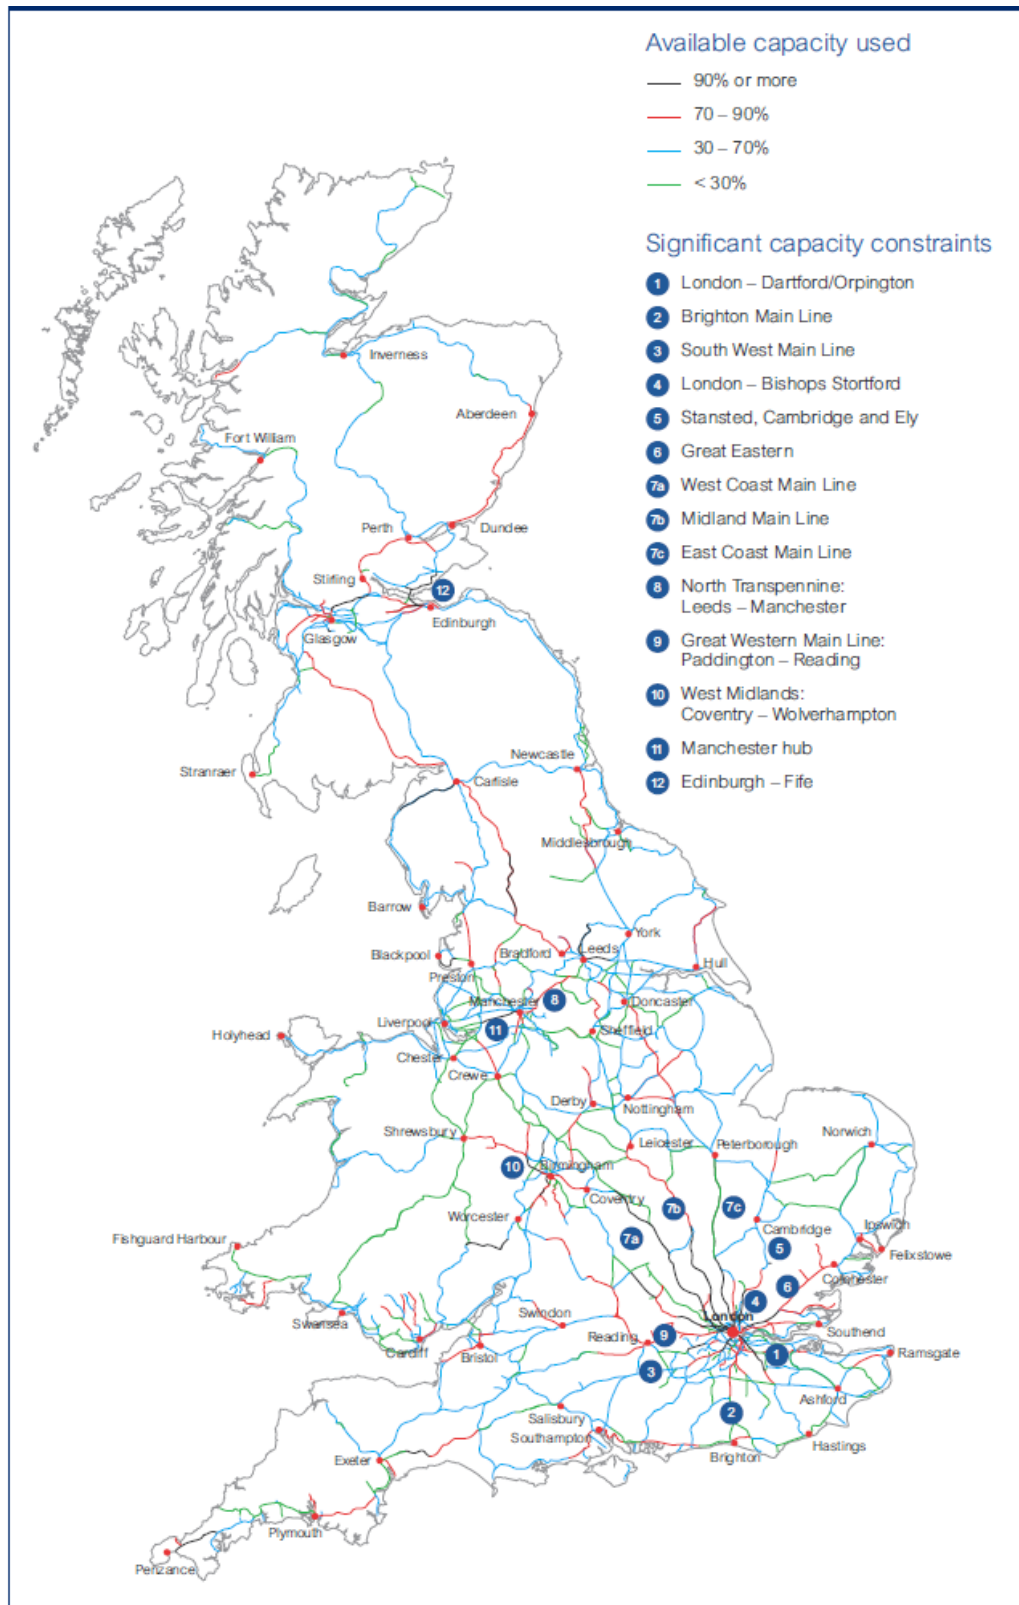 Available capacity used
90% or more
70 – 90%
30 – 70%
< 30%
Significant capacity constraints
1 London – Dartford/Orpington
2 Brighton Main Line
3 South West Main Line
4 London – Bishops Stortford
5 Stansted, Cambridge and Ely
6 Great Eastern
7a West Coast Main Line
7b Midland Main Line
7c East Coast Main Line
8 North Transpennine:
Leeds – Manchester
9 Great Western Main Line:
Paddington – Reading
10 West Midlands:
Coventry – Wolverhampton
11 Manchester hub
12 Edinburgh – Fife
Inverness
Aberdeen
Fort William
Perth
Dundee
Stirling
12
Edinburgh
Glasgow
Newcastle
Stranraer
Carlisle
Middlesbrough
Barrow
York
Blackpool
Bradford
Leeds
Hull
Preston
Manchester
8
Doncaster
Liverpool
11
Sheffield
Holyhead
Chester
Crewe
Derby
Nottingham
Shrewsbury
Leicester
Peterborough
Norwich
10
Birmingham
Coventry
7b
7c
Worcester
Cambridge
Ipswich
Fishguard Harbour
7a
5
Felixstowe
6
Colchester
4
London
Swansea
Swindon
Reading
9
Southend
Cardiff
Bristol
1
Ramsgate
3
Ashford
Salisbury
2
Southampton
Hastings
Exeter
Brighton
Plymouth
Penzance